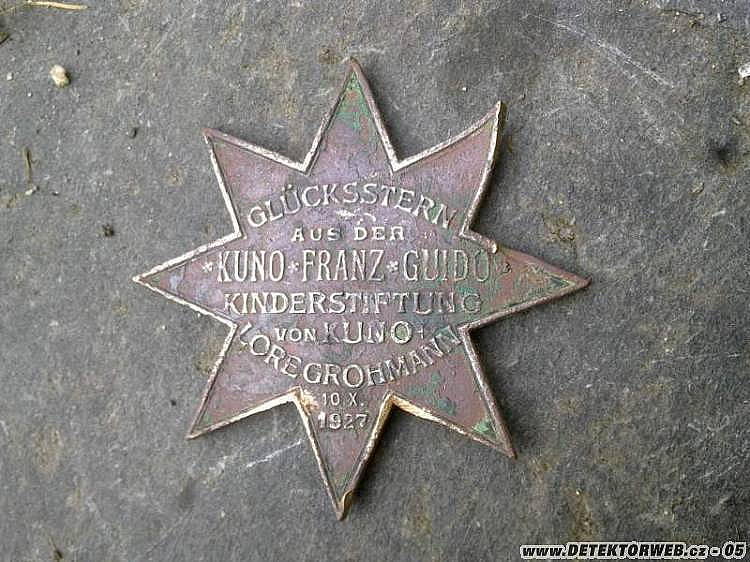 GLÜCKSSTERN
AUS DER
*KUNO*FRANZ*GUIDO*
KINDERSTIFTUNG
VON KUNO+
LORE GROHMANN
10 X.
1927
www.DETEKTORWEB.cz - 05